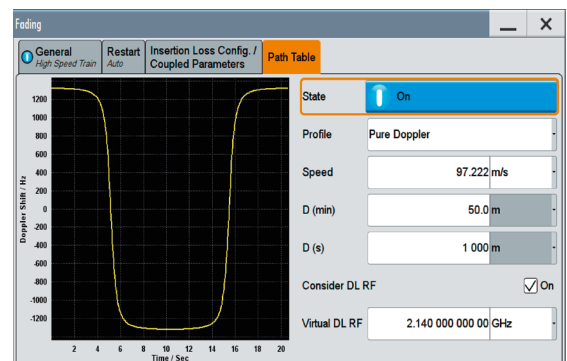 Fading
General
High Speed Train
Restart
Auto
Insertion Loss Config. /
Coupled Parameters
Path Table
Doppler Shift / Hz
1200
1000
800
600
400
200
0
-200
-400
-600
-800
-1000
-1200
2 4 6 8 10 12 14 16 18 20
Time / Sec
State On
Profile Pure Doppler
Speed 97.222 m/s
D (min) 50.0 m
D (s) 1 000 m
Consider DL RF On
Virtual DL RF 2.140 000 000 00 GHz